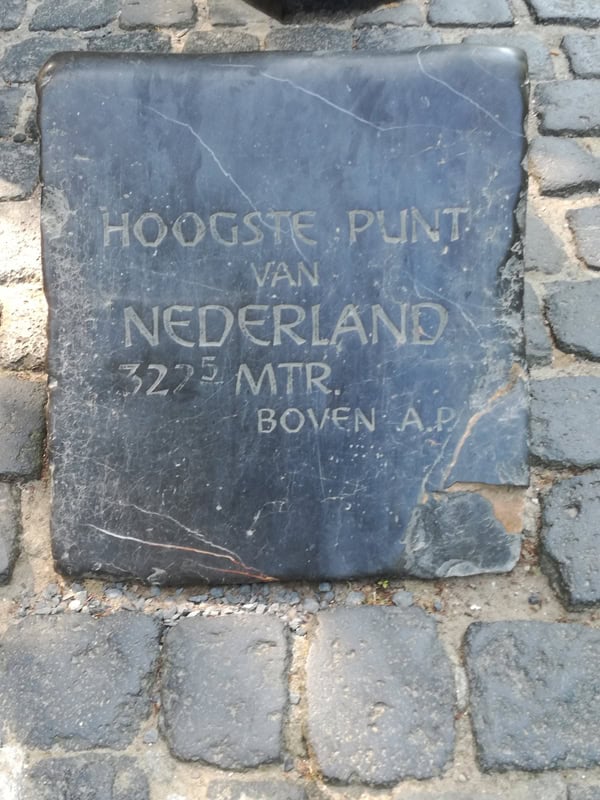 HOOGSTE PUNT
VAN
NEDERLAND
322⁵ MTR.
BOVEN A.P.